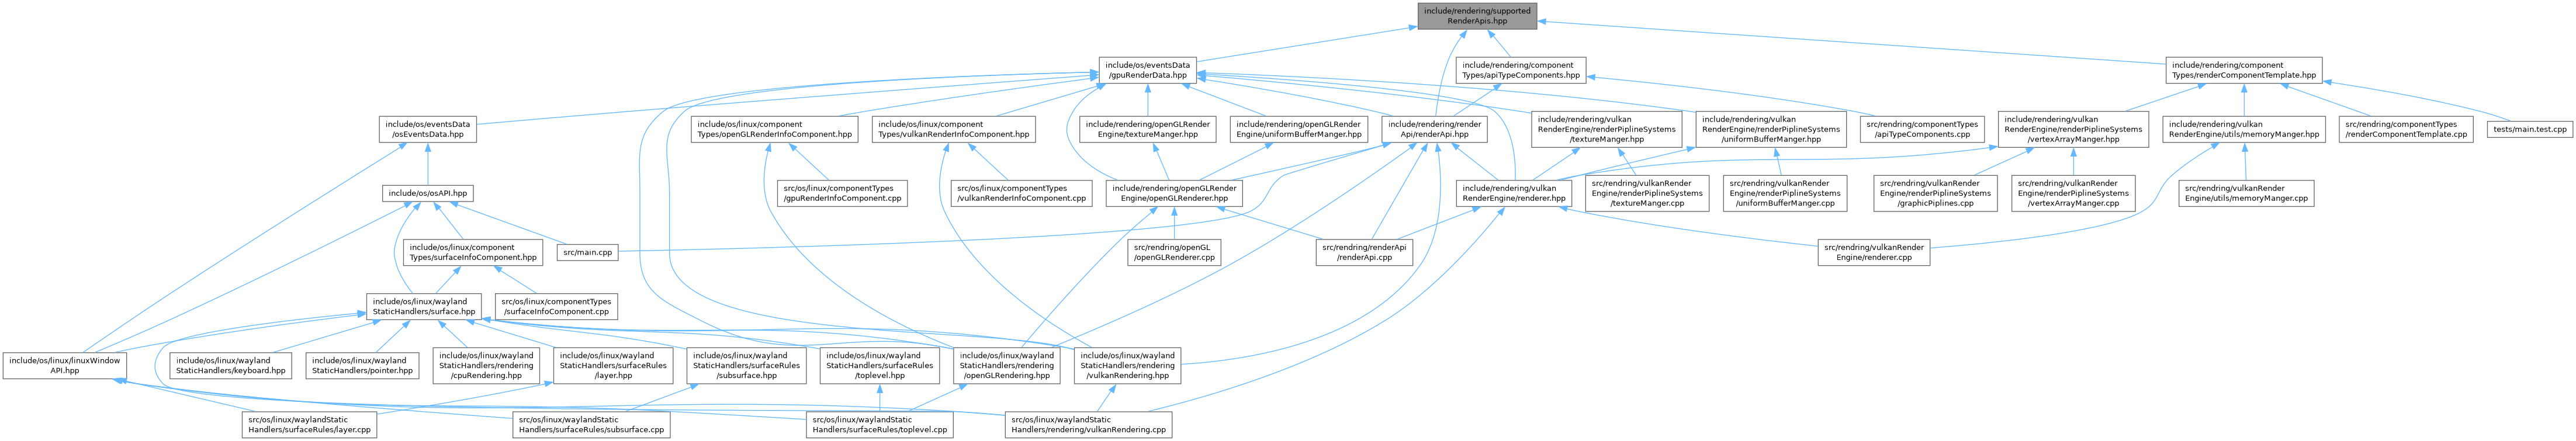 include/rendering/supported
RenderApis.hpp
include/os/eventsData
/gpuRenderData.hpp
include/rendering/component
Types/apiTypeComponents.hpp
include/rendering/component
Types/renderComponentTemplate.hpp
include/os/eventsData
/osEventsData.hpp
include/os/linux/component
Types/openGLRenderInfoComponent.hpp
include/os/linux/component
Types/vulkanRenderInfoComponent.hpp
include/rendering/openGLRender
Engine/textureManger.hpp
include/rendering/openGLRender
Engine/uniformBufferManger.hpp
include/rendering/render
Api/renderApi.hpp
include/rendering/vulkan
RenderEngine/renderPiplineSystems
/textureManger.hpp
include/rendering/vulkan
RenderEngine/renderPiplineSystems
/uniformBufferManger.hpp
src/rendring/componentTypes
/apiTypeComponents.cpp
include/rendering/vulkan
RenderEngine/renderPiplineSystems
/vertexArrayManger.hpp
include/rendering/vulkan
RenderEngine/utils/memoryManger.hpp
src/rendring/componentTypes
/renderComponentTemplate.cpp
tests/main.test.cpp
include/os/osAPI.hpp
src/os/linux/componentTypes
/gpuRenderInfoComponent.cpp
src/os/linux/componentTypes
/vulkanRenderInfoComponent.cpp
include/rendering/openGLRender
Engine/openGLRenderer.hpp
include/rendering/vulkan
RenderEngine/renderer.hpp
src/rendring/vulkanRender
Engine/renderPiplineSystems
/textureManger.cpp
src/rendring/vulkanRender
Engine/renderPiplineSystems
/uniformBufferManger.cpp
src/rendring/vulkanRender
Engine/renderPiplineSystems
/graphicPiplines.cpp
src/rendring/vulkanRender
Engine/renderPiplineSystems
/vertexArrayManger.cpp
src/rendring/vulkanRender
Engine/utils/memoryManger.cpp
include/os/linux/component
Types/surfaceInfoComponent.hpp
src/main.cpp
src/rendring/openGL
/openGLRenderer.cpp
src/rendring/renderApi
/renderApi.cpp
src/rendring/vulkanRender
Engine/renderer.cpp
include/os/linux/wayland
StaticHandlers/surface.hpp
src/os/linux/componentTypes
/surfaceInfoComponent.cpp
include/os/linux/linuxWindow
API.hpp
include/os/linux/wayland
StaticHandlers/keyboard.hpp
include/os/linux/wayland
StaticHandlers/pointer.hpp
include/os/linux/wayland
StaticHandlers/rendering
/cpuRendering.hpp
include/os/linux/wayland
StaticHandlers/surfaceRules
/layer.hpp
include/os/linux/wayland
StaticHandlers/surfaceRules
/subsurface.hpp
include/os/linux/wayland
StaticHandlers/surfaceRules
/toplevel.hpp
include/os/linux/wayland
StaticHandlers/rendering
/openGLRendering.hpp
include/os/linux/wayland
StaticHandlers/rendering
/vulkanRendering.hpp
src/os/linux/waylandStatic
Handlers/surfaceRules/layer.cpp
src/os/linux/waylandStatic
Handlers/surfaceRules/subsurface.cpp
src/os/linux/waylandStatic
Handlers/surfaceRules/toplevel.cpp
src/os/linux/waylandStatic
Handlers/rendering/vulkanRendering.cpp